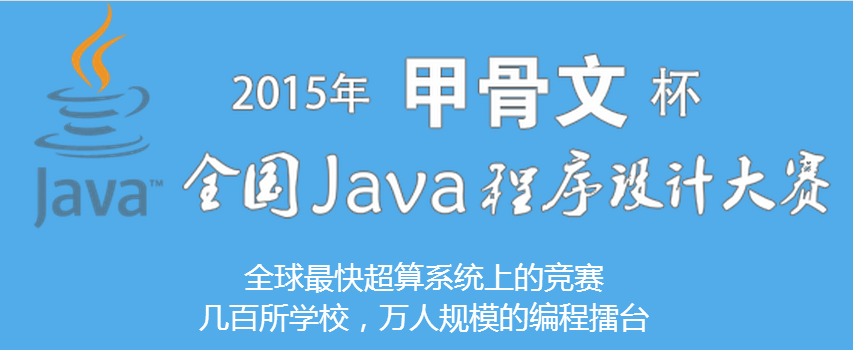 2015年 甲骨文 杯
Java™
全国Java程序设计大赛
全球最快超算系统上的竞赛
几百所学校，万人规模的编程擂台